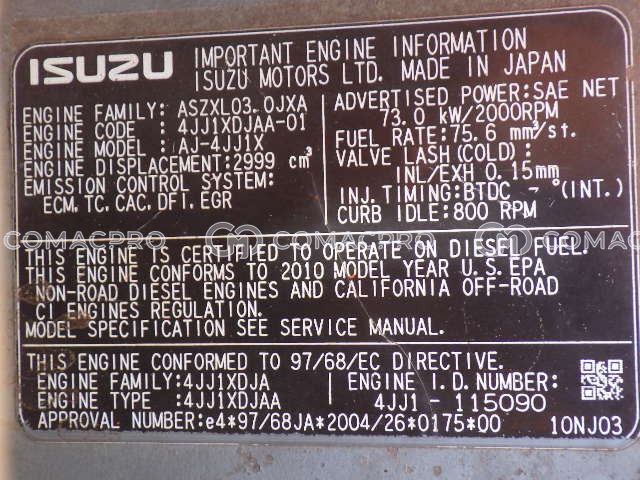 ISUZU
IMPORTANT ENGINE INFORMATION
ISUZU MOTORS LTD. MADE IN JAPAN
ENGINE FAMILY: ASZXL03.0JXA
ENGINE CODE : 4JJ1XDJAA-01
ENGINE MODEL : AJ-4JJ1X
ENGINE DISPLACEMENT:2999 cm³
EMISSION CONTROL SYSTEM:
ECM, TC, CAC, DFI, EGR
ADVERTISED POWER:SAE NET
73.0 kW/2000RPM
FUEL RATE:75.6 mm³/st.
VALVE LASH(COLD):
INL/EXH 0.15mm
INJ.TIMING:BTDC -°(INT.)
CURB IDLE:800 RPM
COMACPRO COMACPRO COMACPRO
THIS ENGINE IS CERTIFIED TO OPERATE ON DIESEL FUEL.
THIS ENGINE CONFORMS TO 2010 MODEL YEAR U.S.EPA
NON-ROAD DIESEL ENGINES AND CALIFORNIA OFF-ROAD
CI ENGINES REGULATION.
MODEL SPECIFICATION SEE SERVICE MANUAL.
THIS ENGINE CONFORMED TO 97/68/EC DIRECTIVE.
ENGINE FAMILY:4JJ1XDJA
ENGINE TYPE :4JJ1XDJAA
ENGINE I.D.NUMBER:
4JJ1 - 115090
APPROVAL NUMBER:e4*97/68JA*2004/26*0175*00
10NJ03